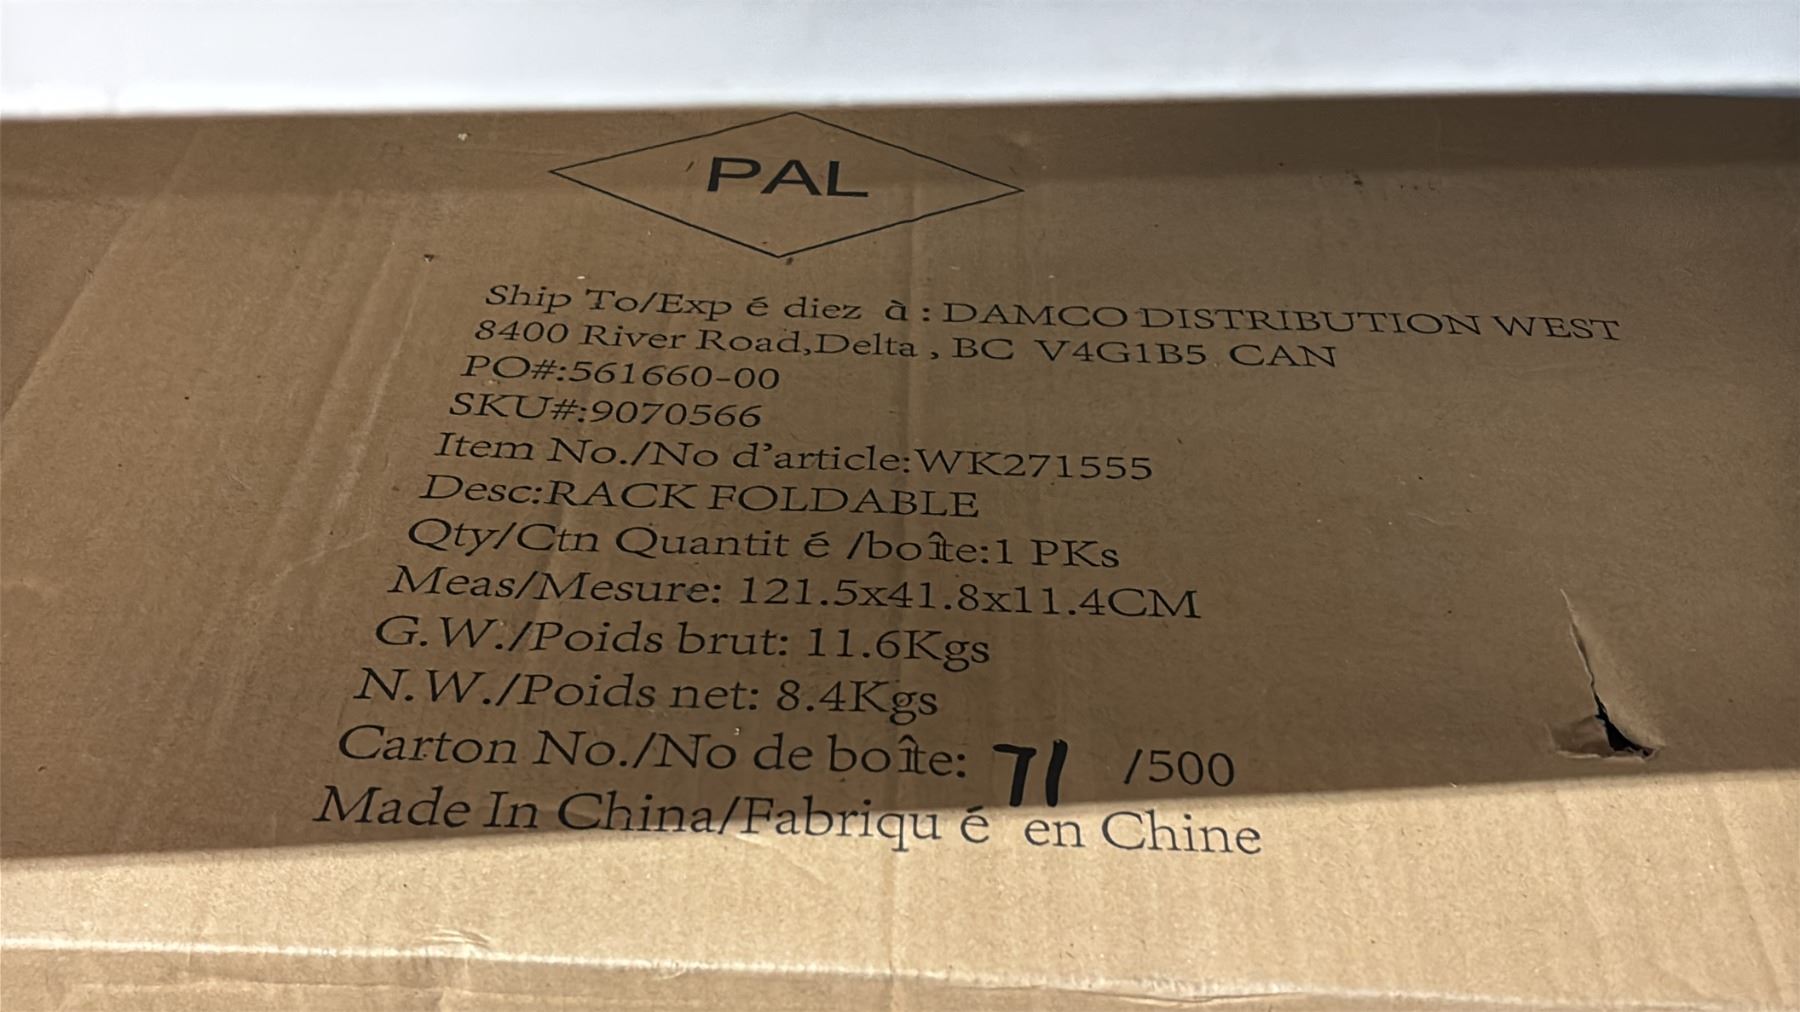 PAL
Ship To/Exp é diez à : DAMCO DISTRIBUTION WEST
8400 River Road,Delta , BC V4G1B5 CAN
PO#:561660-00
SKU#:9070566
Item No./No d'article:WK271555
Desc:RACK FOLDABLE
Qty/Ctn Quantit é /boîte:1 PKs
Meas/Mesure: 121.5x41.8x11.4CM
G.W./Poids brut: 11.6Kgs
N.W./Poids net: 8.4Kgs
Carton No./No de boîte: 71 /500
Made In China/Fabriqu é en Chine